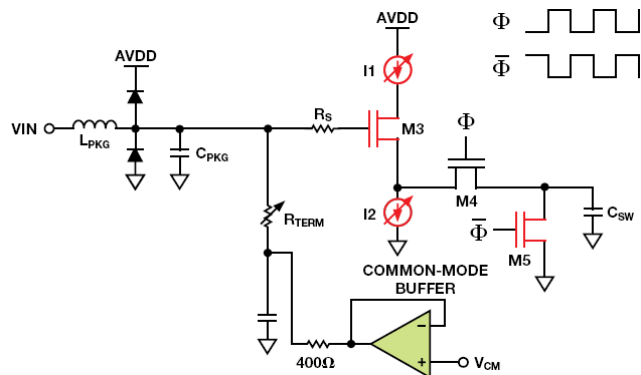 AVDD
Φ
AVDD
Φ̅
I1
VIN
LPKG
RS
M3
CPKG
Φ
M4
RTERM
I2
Φ̅
M5
CSW
COMMON-MODE
BUFFER
−
+
400Ω
VCM